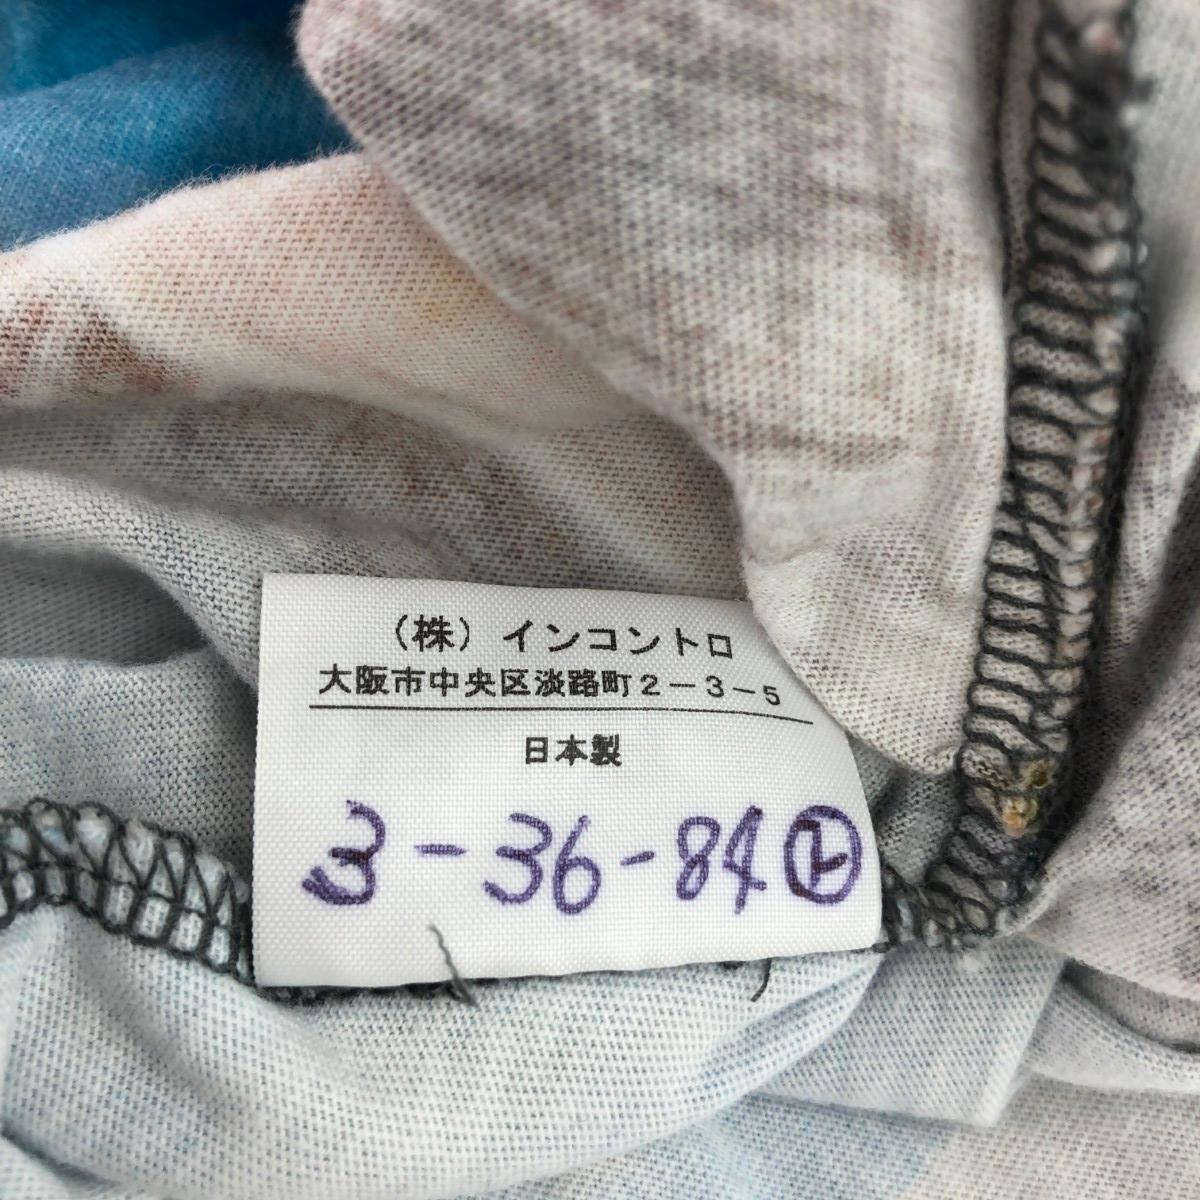 （株）インコントロ
大阪市中央区淡路町２－３－５
日本製
3-36-84